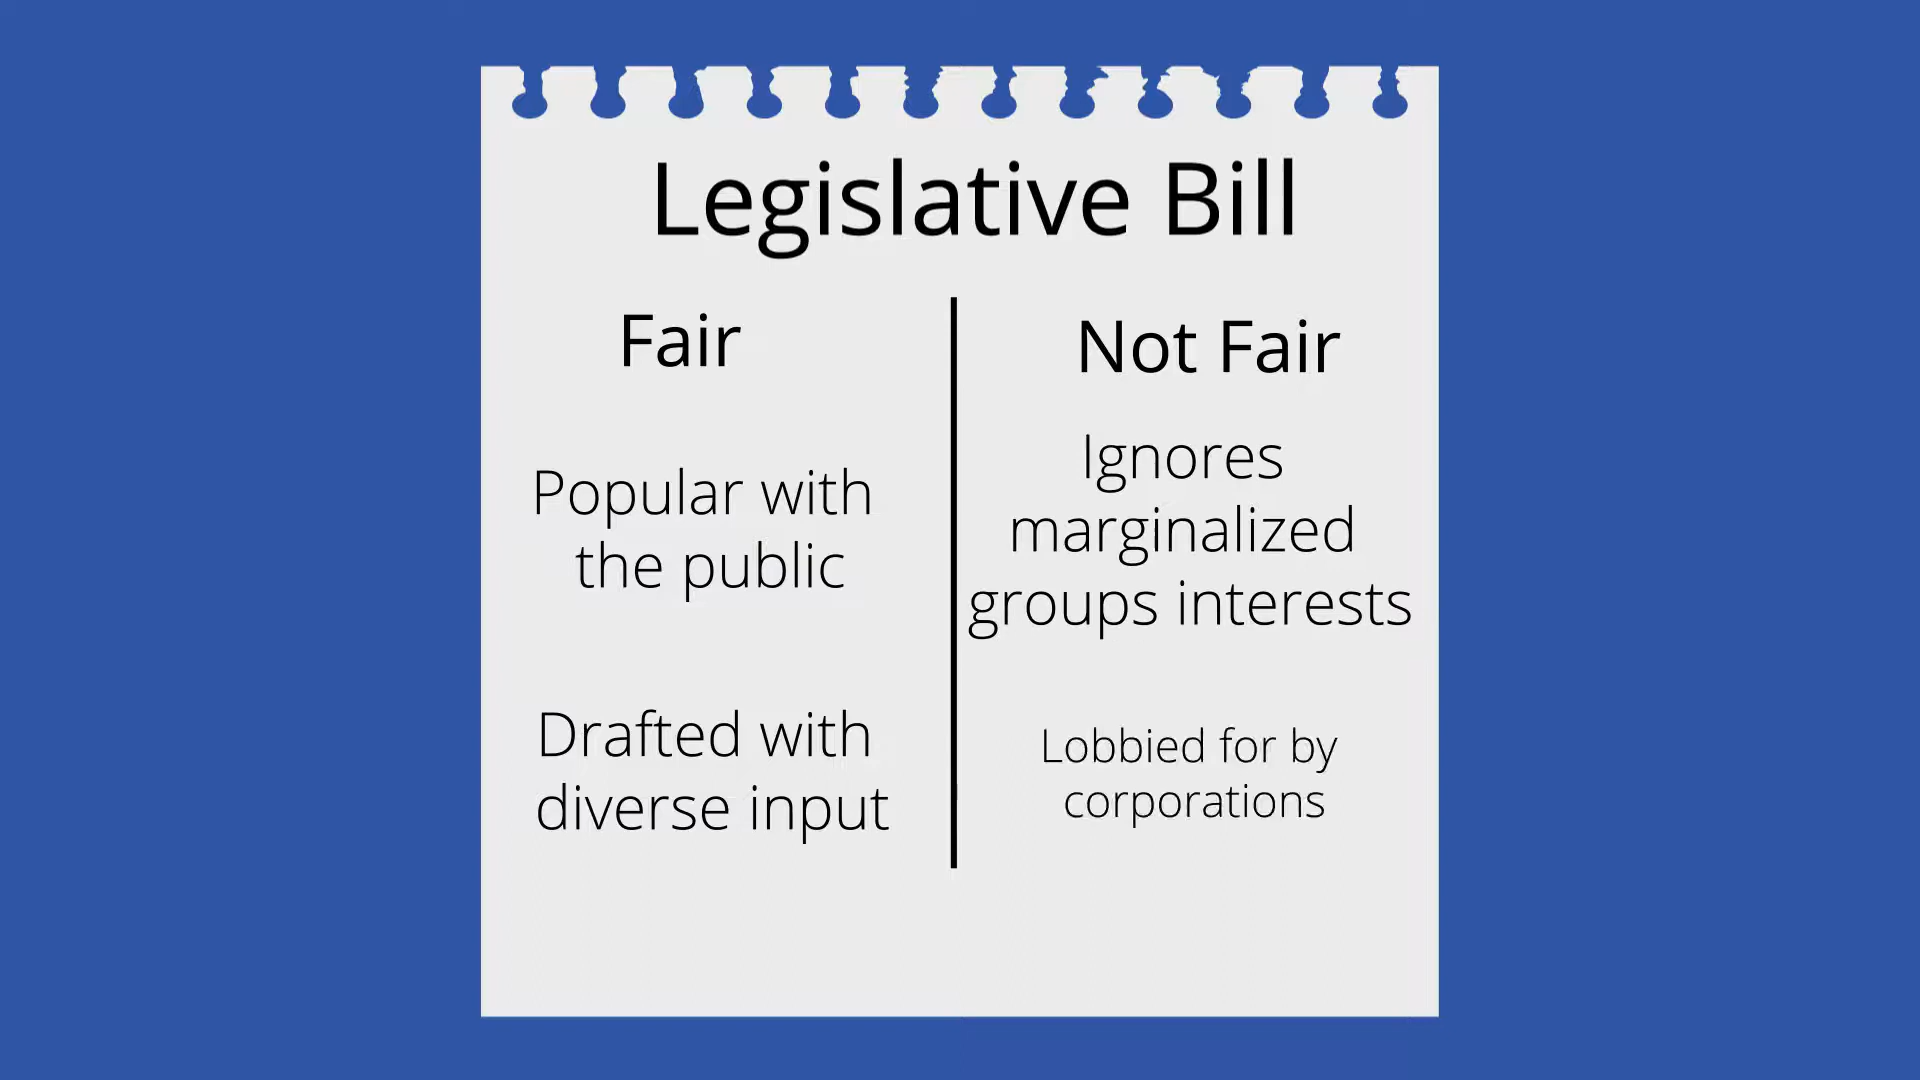 Legislative Bill
Fair
Popular with
the public
Drafted with
diverse input
Not Fair
Ignores
marginalized
groups interests
Lobbied for by
corporations